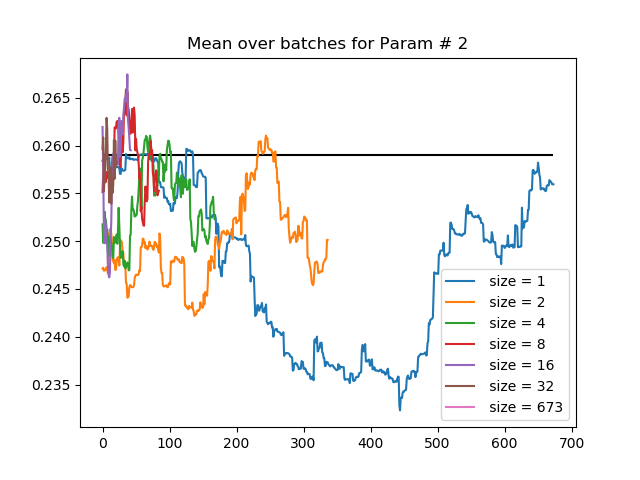 Mean over batches for Param # 2
0.265
0.260
0.255
0.250
0.245
0.240
0.235
0
100
200
300
400
500
600
700
size = 1
size = 2
size = 4
size = 8
size = 16
size = 32
size = 673